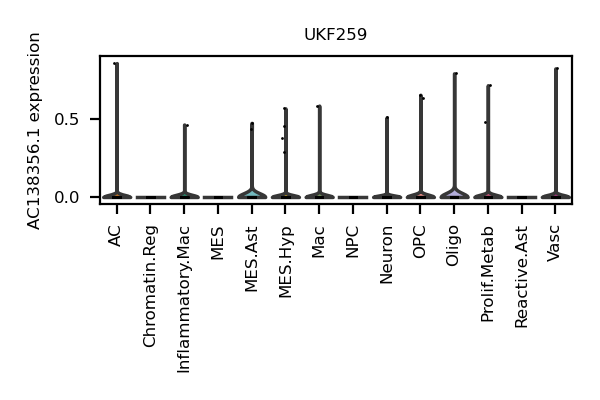 UKF259
AC138356.1 expression
0.5
0.0
AC
Chromatin.Reg
Inflammatory.Mac
MES
MES.Ast
MES.Hyp
Mac
NPC
Neuron
OPC
Oligo
Prolif.Metab
Reactive.Ast
Vasc